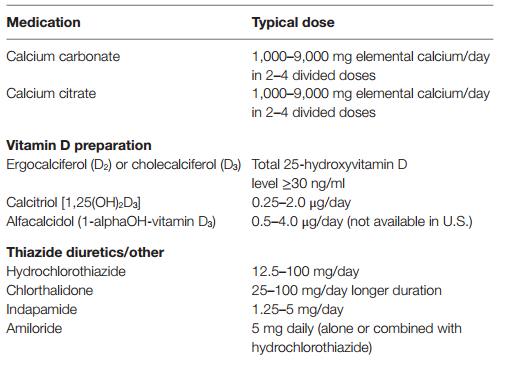 Medication Typical dose
Calcium carbonate 1,000–9,000 mg elemental calcium/day
in 2–4 divided doses
Calcium citrate 1,000–9,000 mg elemental calcium/day
in 2–4 divided doses
Vitamin D preparation
Ergocalciferol (D₂) or cholecalciferol (D₃) Total 25-hydroxyvitamin D
level ≥30 ng/ml
Calcitriol [1,25(OH)₂D₃] 0.25–2.0 μg/day
Alfacalcidol (1-alphaOH-vitamin D₃) 0.5–4.0 μg/day (not available in U.S.)
Thiazide diuretics/other
Hydrochlorothiazide 12.5–100 mg/day
Chlorthalidone 25–100 mg/day longer duration
Indapamide 1.25–5 mg/day
Amiloride 5 mg daily (alone or combined with
hydrochlorothiazide)